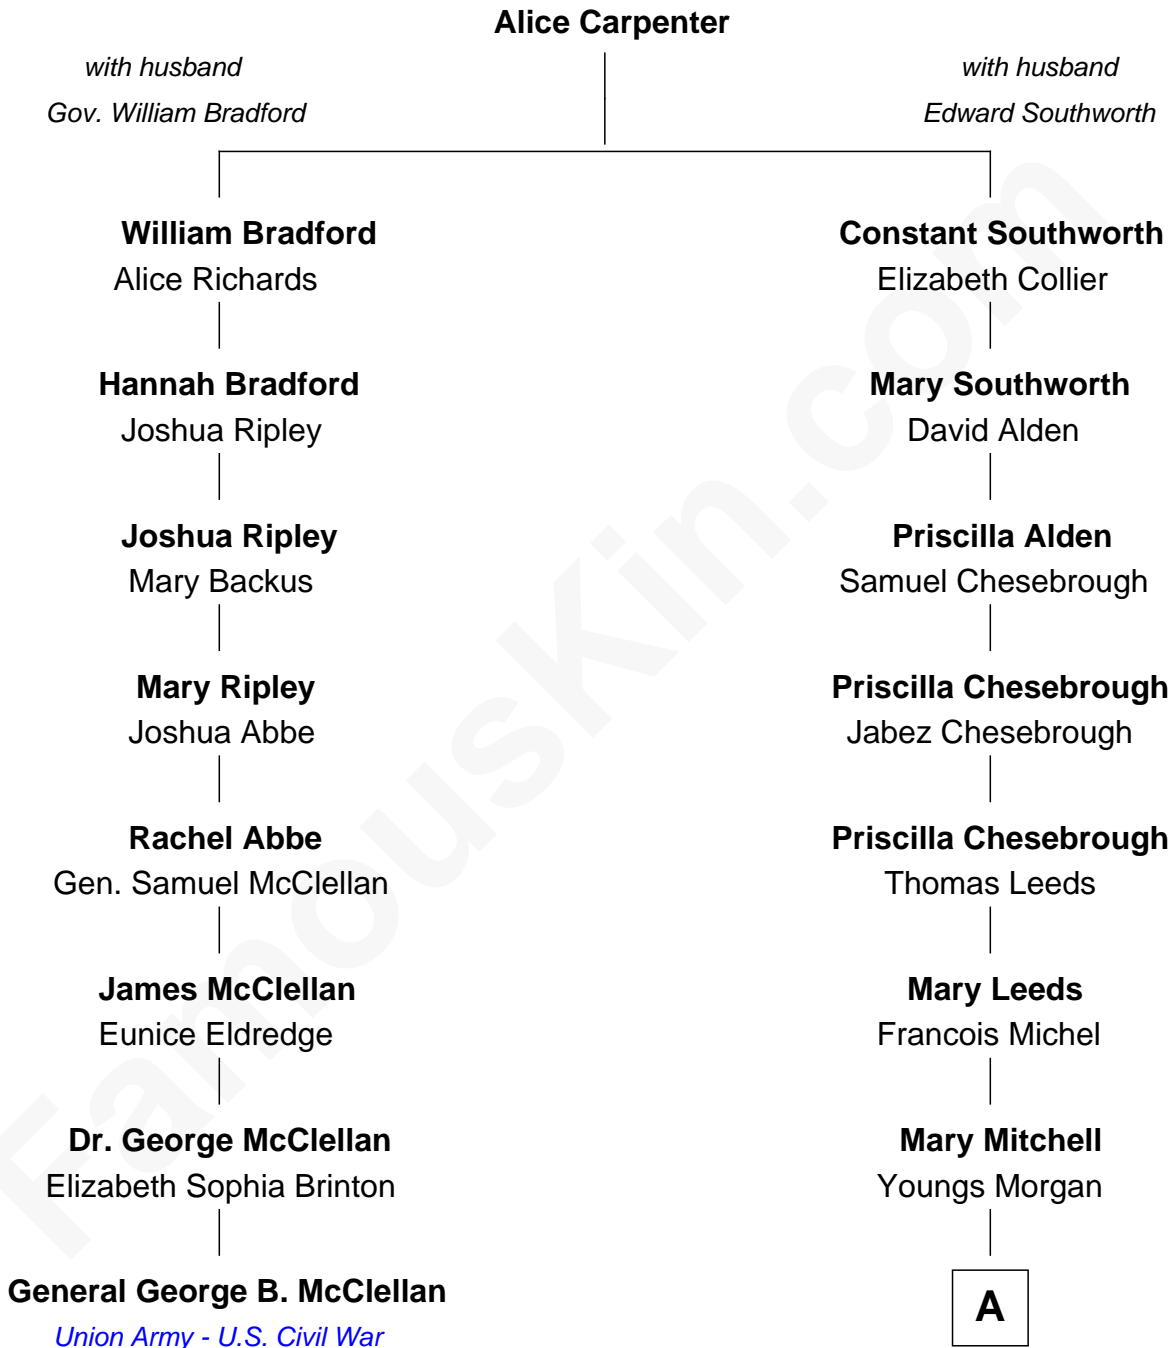 Alice Carpenter
with husband
Gov. William Bradford
with husband
Edward Southworth
William Bradford
Alice Richards
Constant Southworth
Elizabeth Collier
Hannah Bradford
Joshua Ripley
Mary Southworth
David Alden
Joshua Ripley
Mary Backus
Priscilla Alden
Samuel Chesebrough
Mary Ripley
Joshua Abbe
Priscilla Chesebrough
Jabez Chesebrough
Rachel Abbe
Gen. Samuel McClellan
Priscilla Chesebrough
Thomas Leeds
James McClellan
Eunice Eldredge
Mary Leeds
Francois Michel
Dr. George McClellan
Elizabeth Sophia Brinton
Mary Mitchell
Youngs Morgan
General George B. McClellan
Union Army - U.S. Civil War
A
FamousKin.com